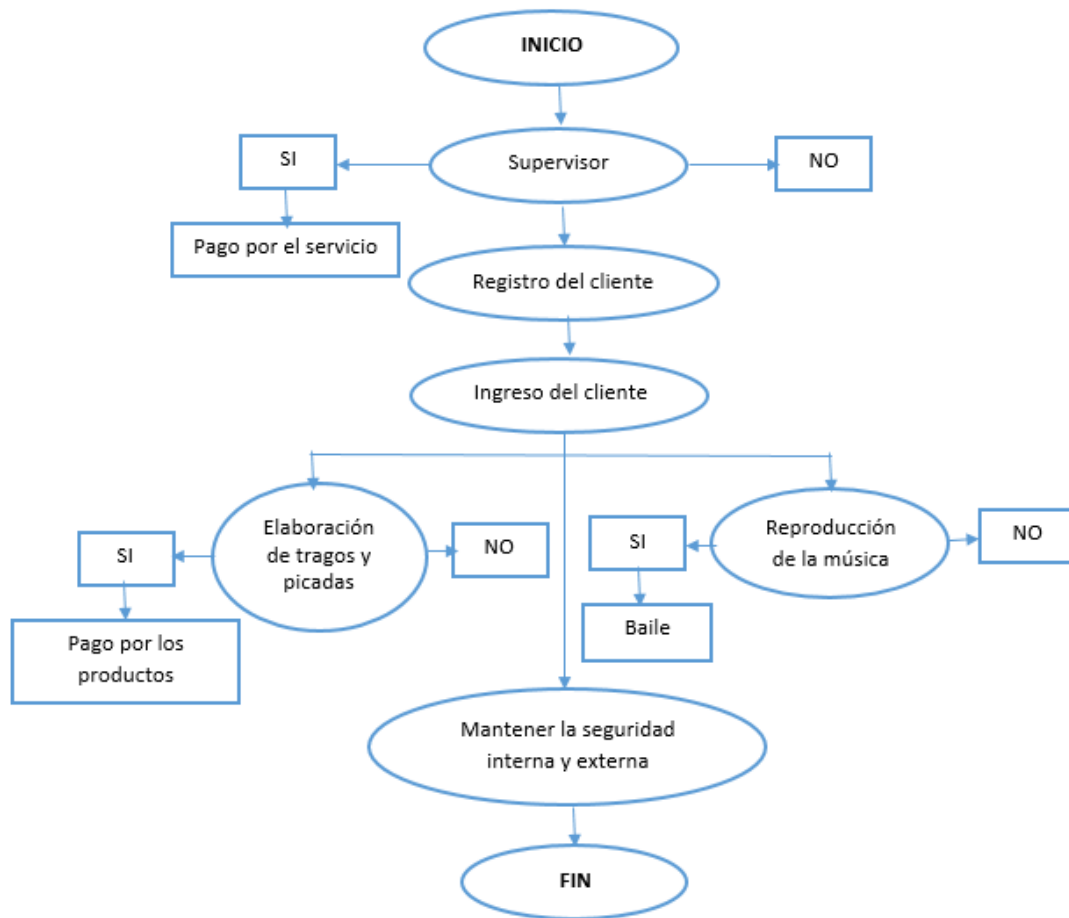 INICIO
SI
Supervisor
NO
Pago por el servicio
Registro del cliente
Ingreso del cliente
Elaboración
de tragos y
picadas
SI
NO
Pago por los
productos
Reproducción
de la música
SI
NO
Baile
Mantener la seguridad
interna y externa
FIN